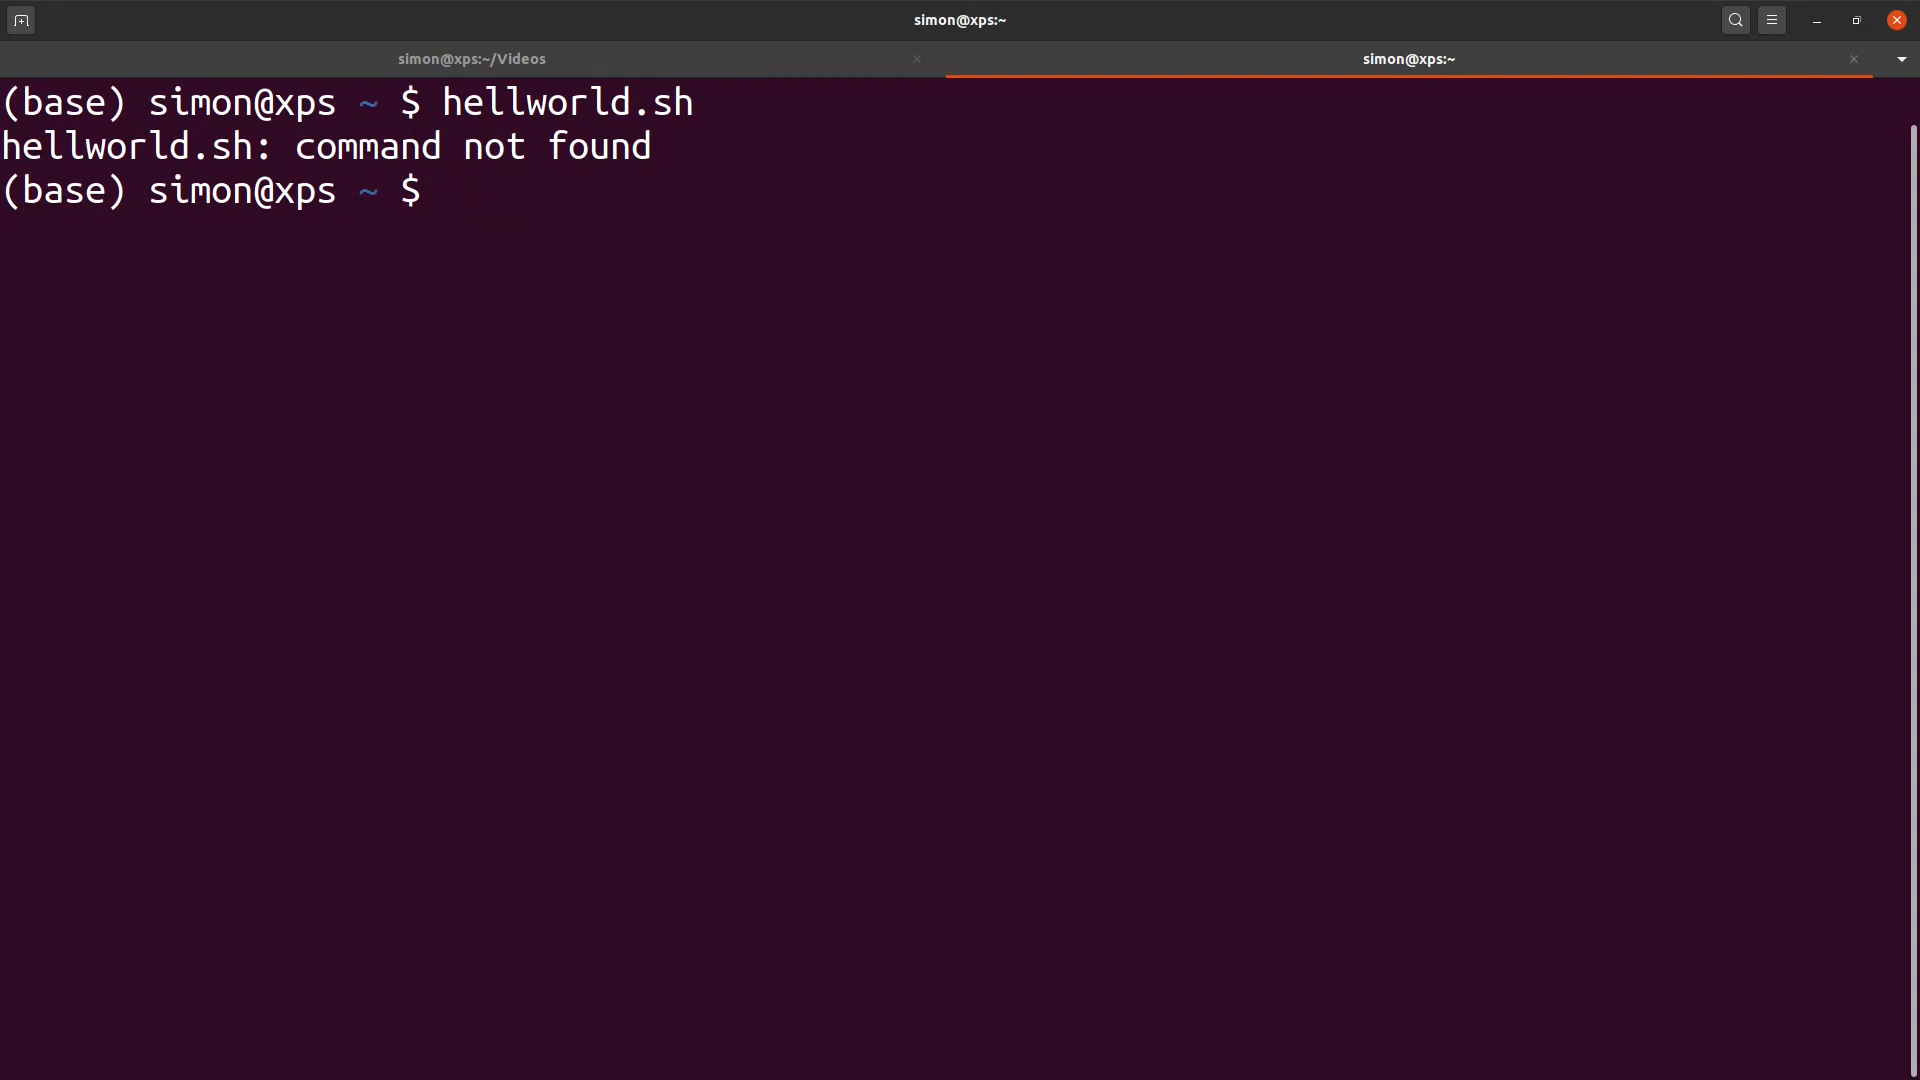 simon@xps:~
simon@xps:~/Videos
simon@xps:~
(base) simon@xps ~ $ hellworld.sh
hellworld.sh: command not found
(base) simon@xps ~ $